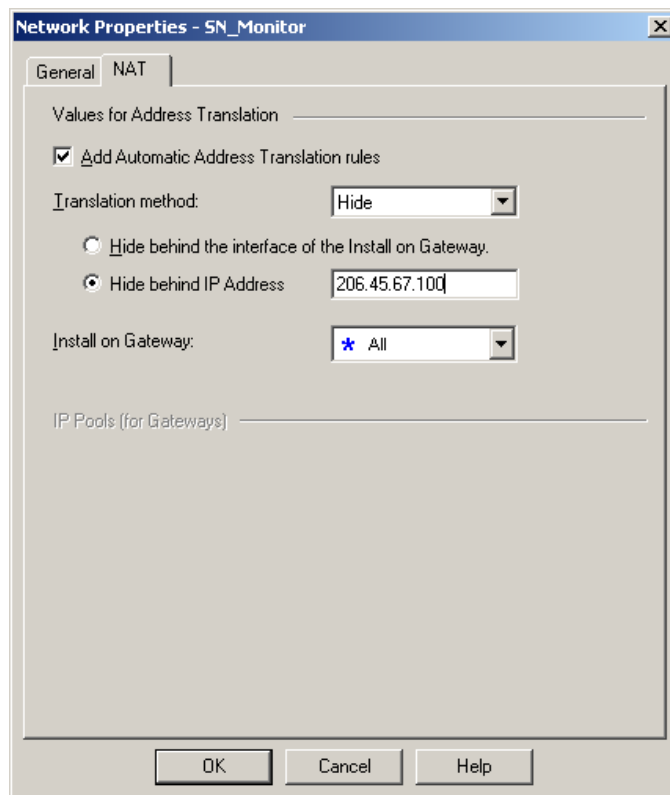 Network Properties - SN_Monitor
General NAT
Values for Address Translation
Add Automatic Address Translation rules
Translation method: Hide
Hide behind the interface of the Install on Gateway.
Hide behind IP Address 206.45.67.100
Install on Gateway: * All
IP Pools (for Gateways)
OK Cancel Help